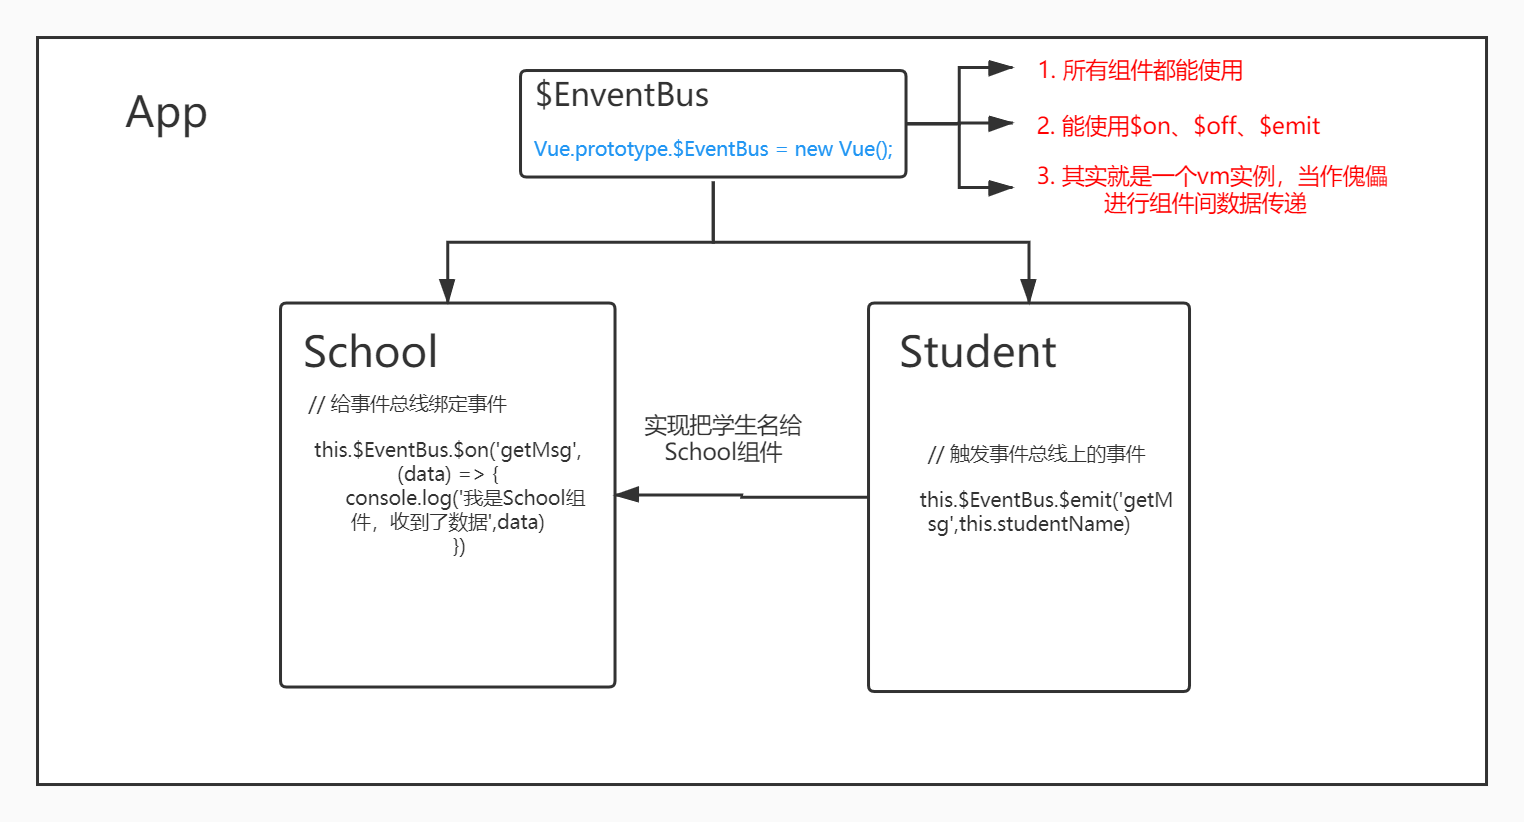 App
$EnventBus
Vue.prototype.$EventBus = new Vue();
1. 所有组件都能使用
2. 能使用$on、$off、$emit
3. 其实就是一个vm实例，当作傀儡
进行组件间数据传递
School
// 给事件总线绑定事件
this.$EventBus.$on('getMsg',
(data) => {
console.log('我是School组
件，收到了数据',data)
})
实现把学生名给
School组件
Student
// 触发事件总线上的事件
this.$EventBus.$emit('getM
sg',this.studentName)